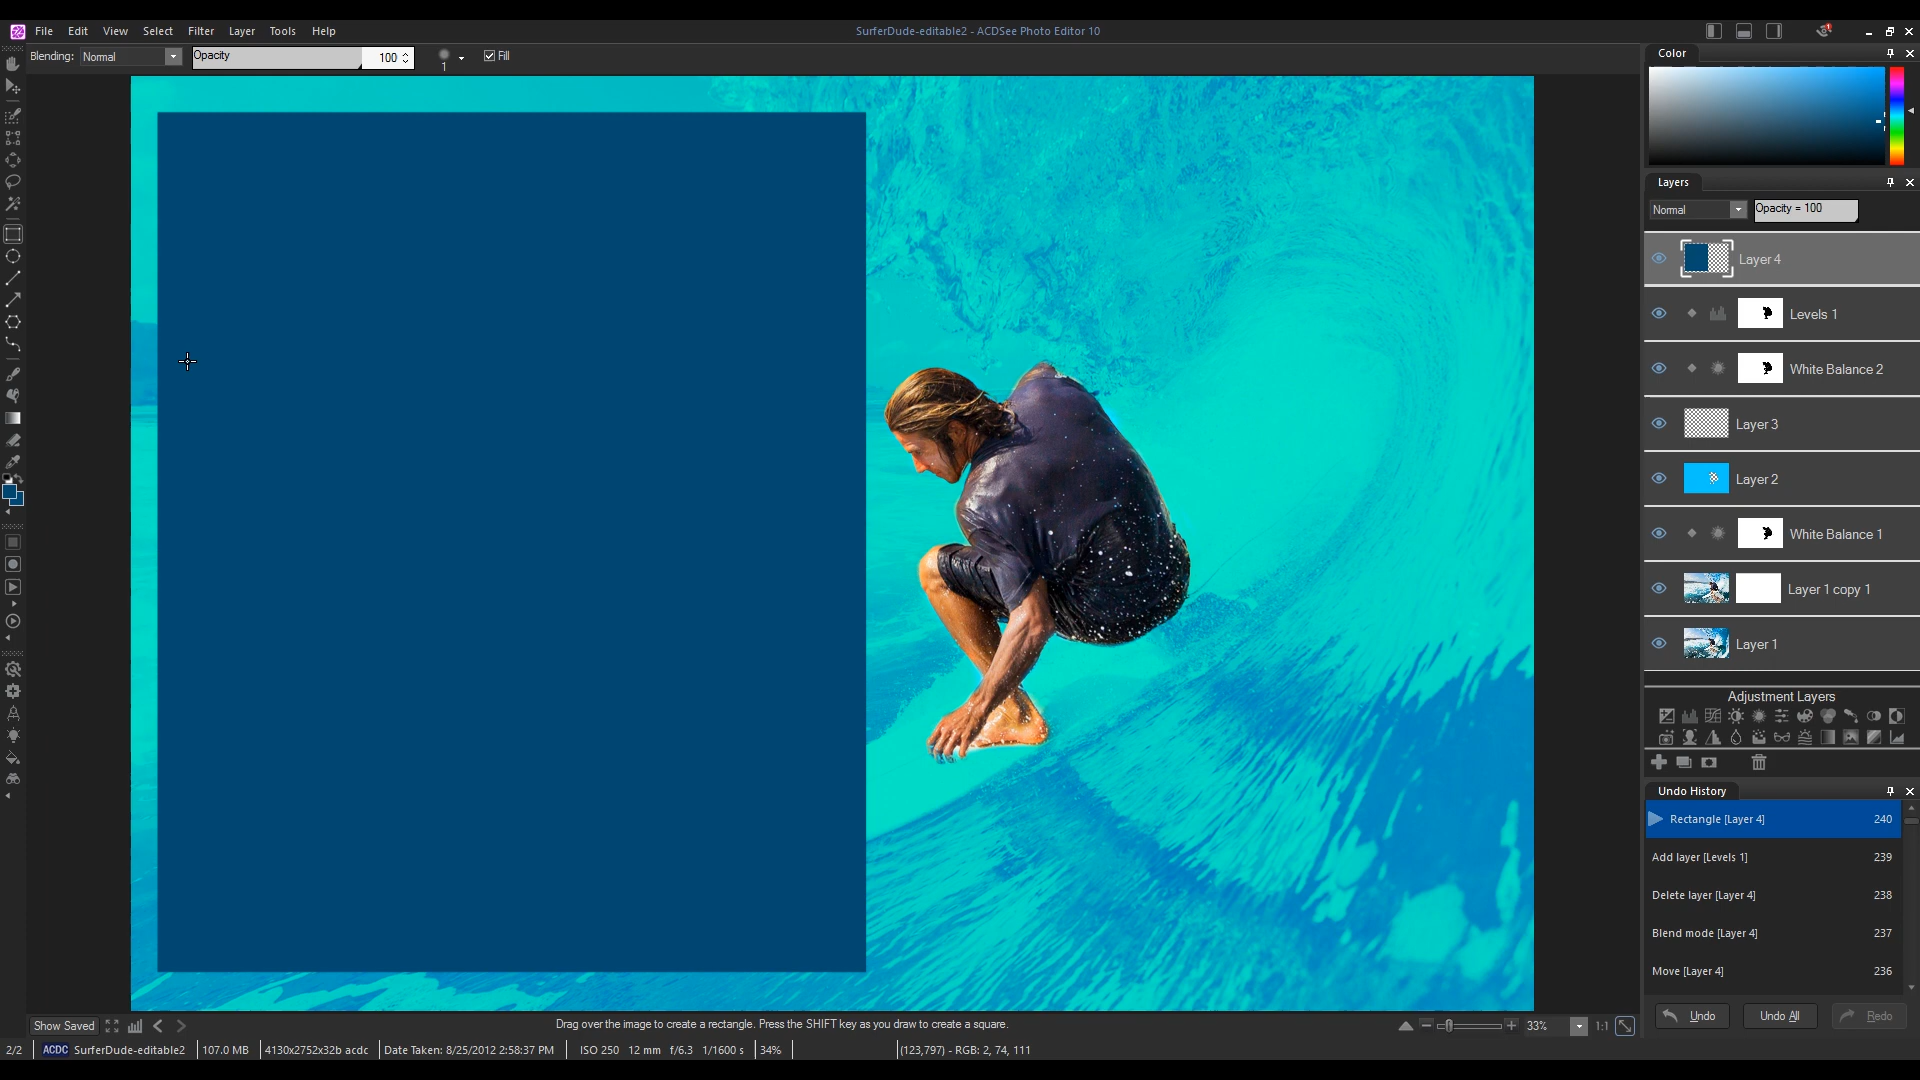 File Edit View Select Filter Layer Tools Help
SurferDude-editable2 - ACDSee Photo Editor 10
Blending: Normal Opacity 100 1 Fill
Color
Layers
Normal Opacity = 100
Layer 4
Levels 1
White Balance 2
Layer 3
Layer 2
White Balance 1
Layer 1 copy 1
Layer 1
Adjustment Layers
Undo History
Rectangle [Layer 4] 240
Add layer [Levels 1] 239
Delete layer [Layer 4] 238
Blend mode [Layer 4] 237
Move [Layer 4] 236
Undo Undo All Redo
Show Saved
Drag over the image to create a rectangle. Press the SHIFT key as you draw to create a square.
33% 1:1
2/2 ACDC SurferDude-editable2 107.0 MB 4130x2752x32b acdc Date Taken: 8/25/2012 2:58:37 PM ISO 250 12 mm f/6.3 1/1600 s 34% (123,797) - RGB: 2, 74, 111